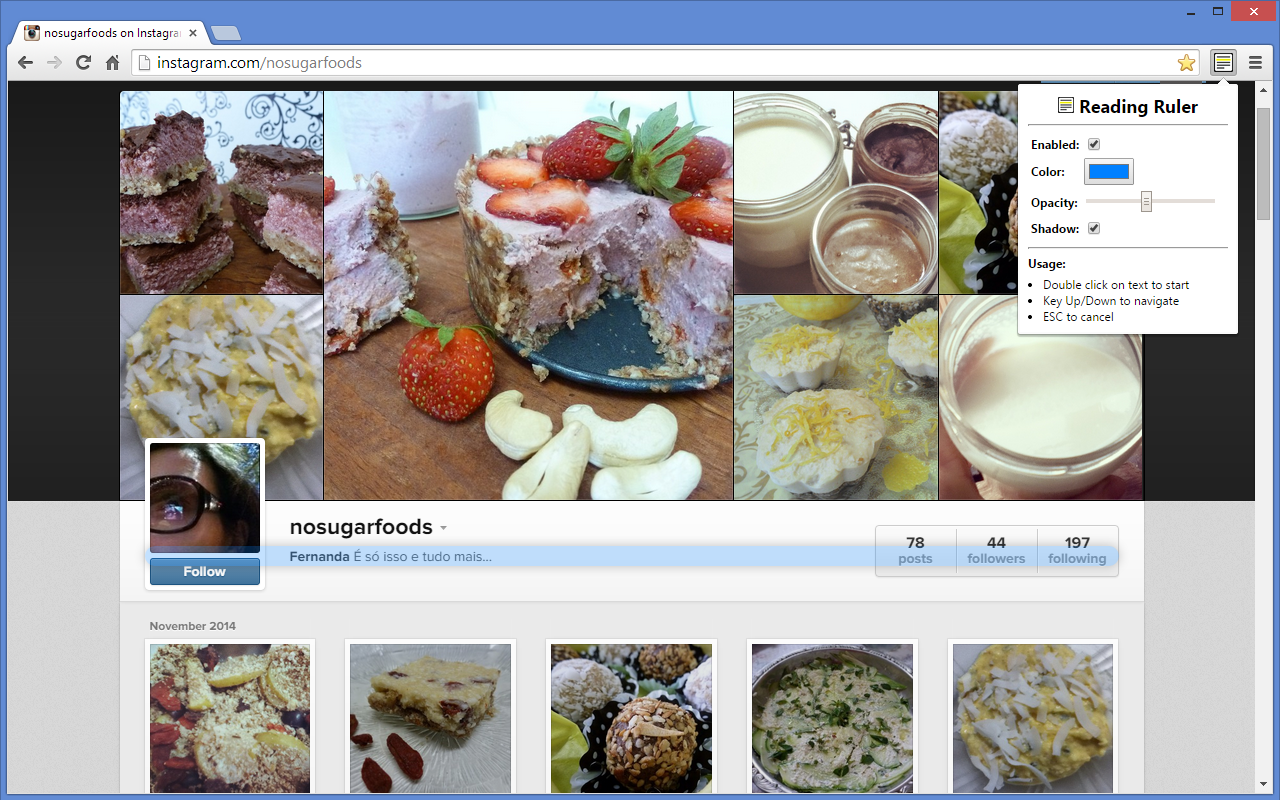 nosugarfoods on Instagra
instagram.com/nosugarfoods
Reading Ruler
Enabled:
Color:
Opacity:
Shadow:
Usage:
Double click on text to start
Key Up/Down to navigate
ESC to cancel
nosugarfoods
Fernanda É só isso e tudo mais...
Follow
78 posts
44 followers
197 following
November 2014